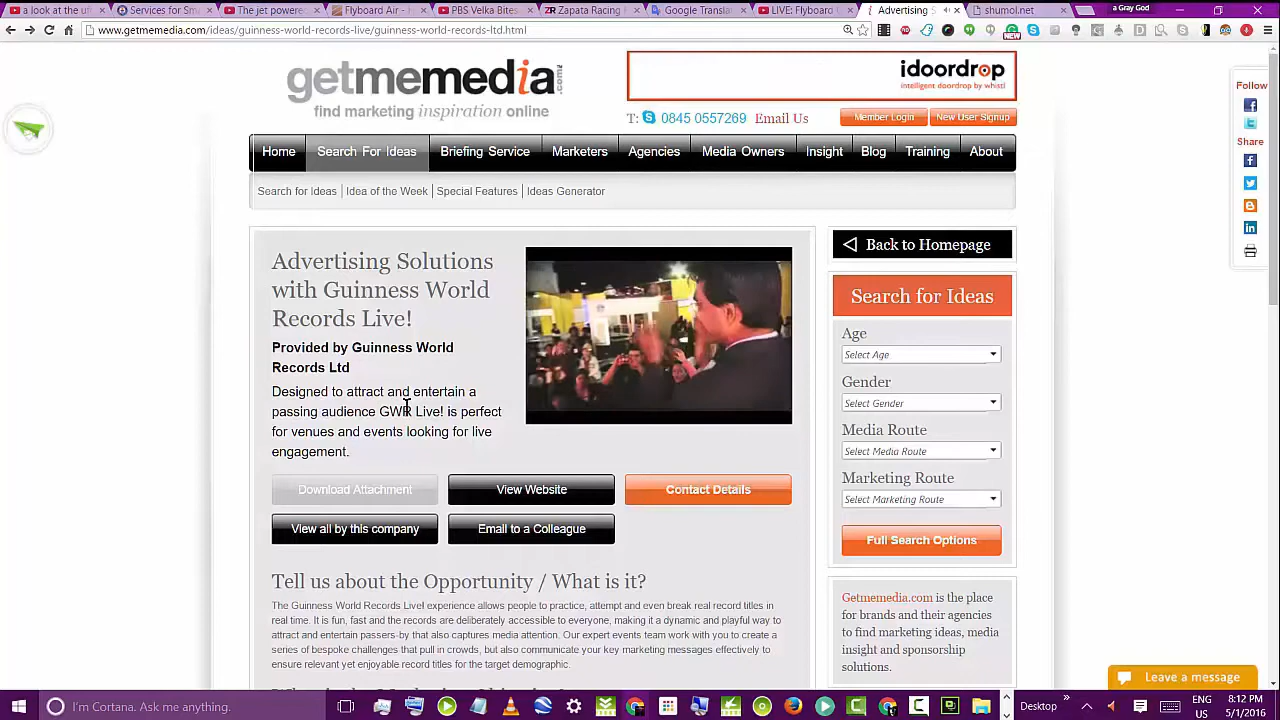 a look at the ufo
Services for Sma
The jet powered
Flyboard Air -
PBS Velka Bites
Zapata Racing
Google Translat
LIVE: Flyboard
Advertising S
shumol.net
a Gray God
www.getmemedia.com/ideas/guinness-world-records-live/guinness-world-records-ltd.html
getmemedia.com
find marketing inspiration online
idoordrop
intelligent doordrop by whistl
T: 0845 0557269 Email Us
Member Login
New User Signup
Home
Search For Ideas
Briefing Service
Marketers
Agencies
Media Owners
Insight
Blog
Training
About
Search for Ideas | Idea of the Week | Special Features | Ideas Generator
Follow
Share
Advertising Solutions
with Guinness World
Records Live!
Provided by Guinness World
Records Ltd
Designed to attract and entertain a
passing audience GWR Live! is perfect
for venues and events looking for live
engagement.
Download Attachment
View Website
Contact Details
View all by this company
Email to a Colleague
Tell us about the Opportunity / What is it?
The Guinness World Records Live! experience allows people to practice, attempt and even break real record titles in
real time. It is fun, fast and the records are deliberately accessible to everyone, making it a dynamic and playful way to
attract and entertain passers-by that also captures media attention. Our expert events team work with you to create a
series of bespoke challenges that pull in crowds, but also communicate your key marketing messages effectively to
ensure relevant yet enjoyable record titles for the target demographic.
Back to Homepage
Search for Ideas
Age
Select Age
Gender
Select Gender
Media Route
Select Media Route
Marketing Route
Select Marketing Route
Full Search Options
Getmemedia.com is the place
for brands and their agencies
to find marketing ideas, media
insight and sponsorship
solutions.
Leave a message
I'm Cortana. Ask me anything.
Desktop
ENG
US
8:12 PM
5/1/2016